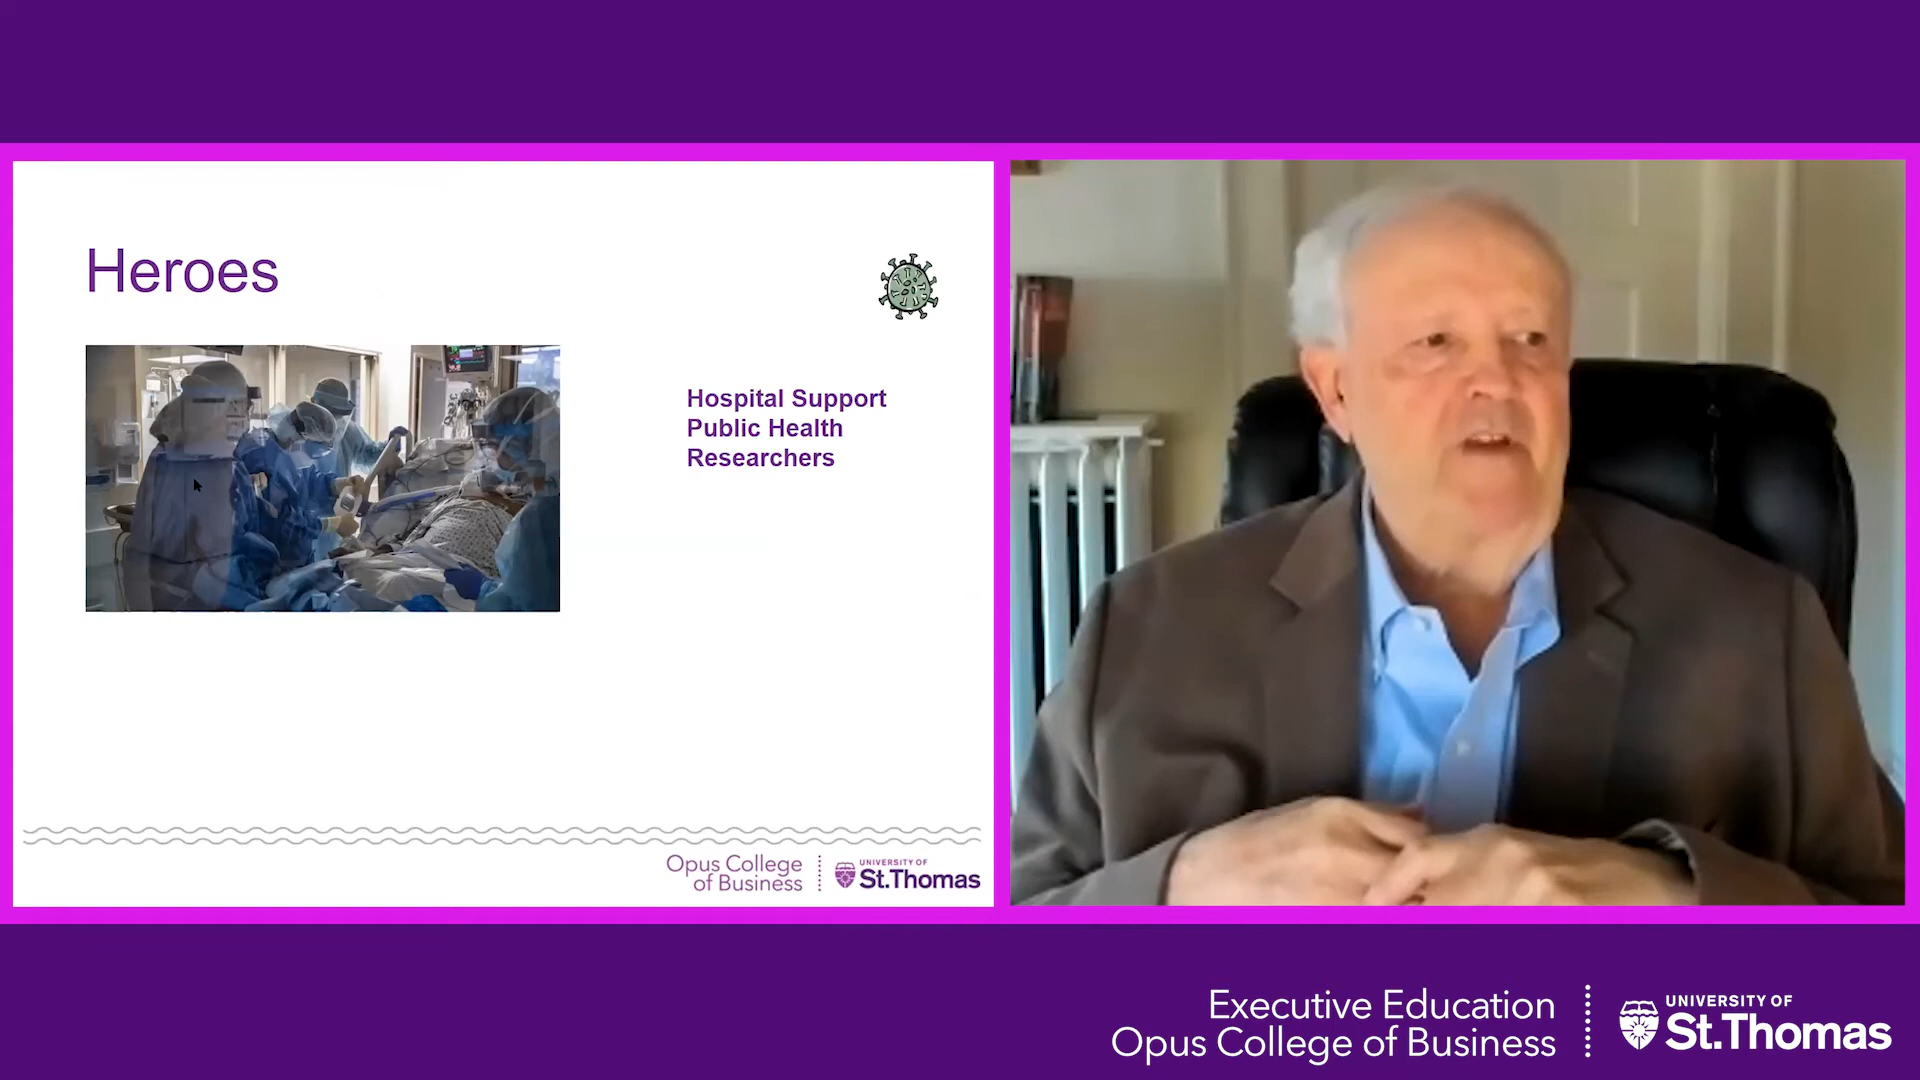 Heroes
Hospital Support
Public Health
Researchers
Opus College
of Business
UNIVERSITY OF
St.Thomas
Executive Education
Opus College of Business
UNIVERSITY OF
St.Thomas